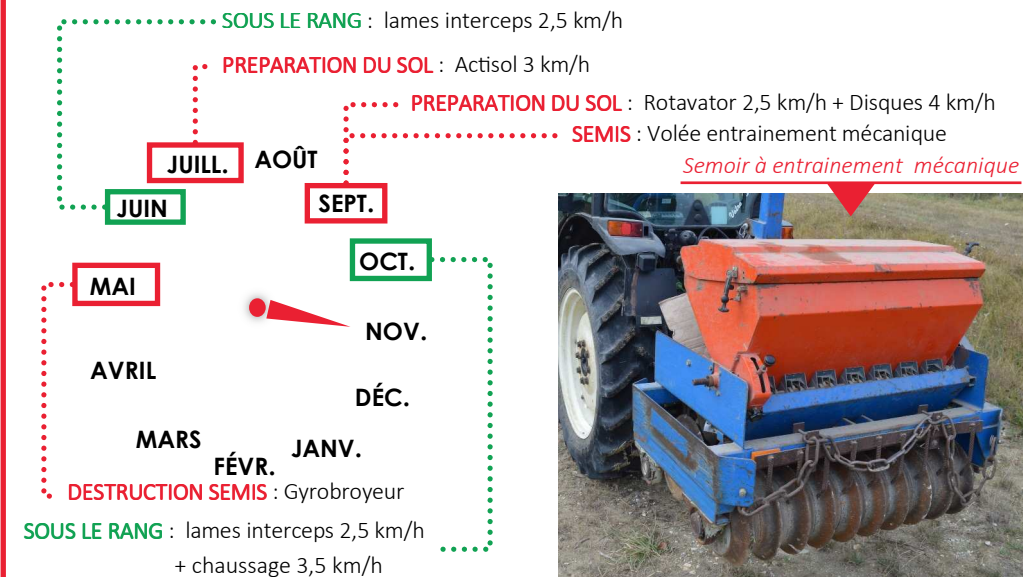 SOUS LE RANG : lames interceps 2,5 km/h
PREPARATION DU SOL : Actisol 3 km/h
PREPARATION DU SOL : Rotavator 2,5 km/h + Disques 4 km/h
SEMIS : Volée entrainement mécanique
Semoir à entrainement mécanique
JUILL.
AOÛT
SEPT.
JUIN
OCT.
MAI
NOV.
AVRIL
DÉC.
MARS
JANV.
FÉVR.
DESTRUCTION SEMIS : Gyrobroyeur
SOUS LE RANG : lames interceps 2,5 km/h
+ chaussage 3,5 km/h